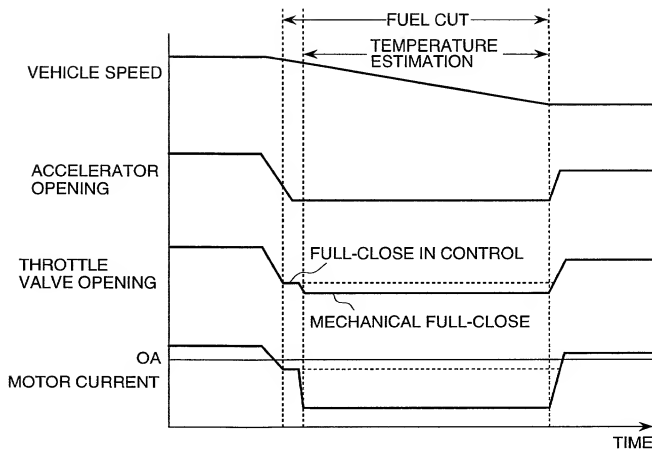 FUEL CUT
TEMPERATURE
ESTIMATION
VEHICLE SPEED
ACCELERATOR
OPENING
FULL-CLOSE IN CONTROL
THROTTLE
VALVE OPENING
MECHANICAL FULL-CLOSE
OA
MOTOR CURRENT
TIME